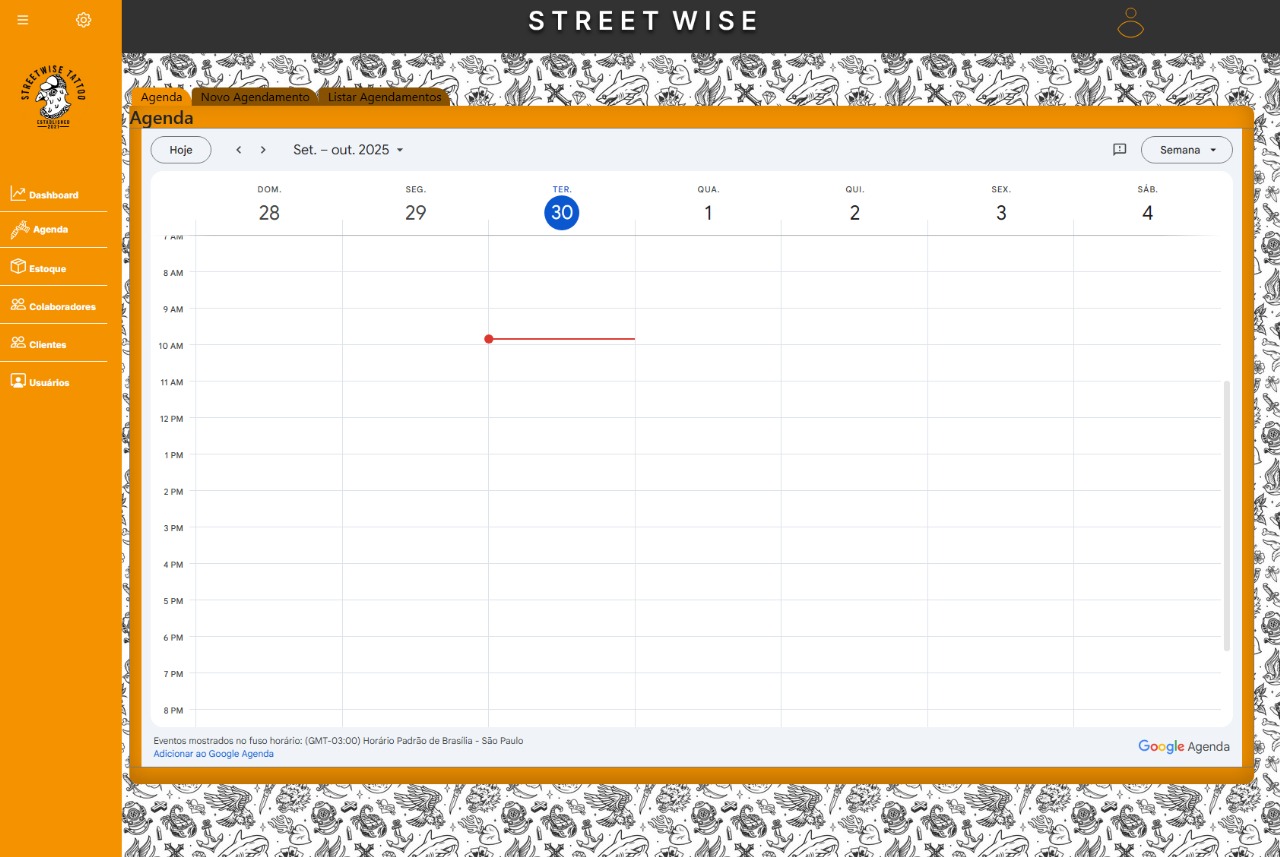 STREET WISE
STREETWISE TATTOO
ESTABLISHED
2021
Dashboard
Agenda
Estoque
Colaboradores
Clientes
Usuários
Agenda Novo Agendamento Listar Agendamentos
Agenda
Hoje Set. – out. 2025 Semana
DOM. SEG. TER. QUA. QUI. SEX. SÁB.
28 29 30 1 2 3 4
7 AM
8 AM
9 AM
10 AM
11 AM
12 PM
1 PM
2 PM
3 PM
4 PM
5 PM
6 PM
7 PM
8 PM
Eventos mostrados no fuso horário: (GMT-03:00) Horário Padrão de Brasília - São Paulo
Adicionar ao Google Agenda
Google Agenda